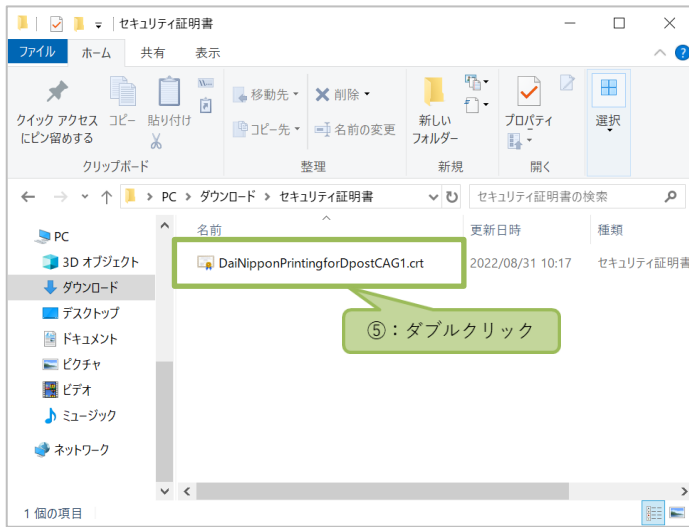 セキュリティ証明書
ファイル ホーム 共有 表示
クイック アクセスにピン留めする
コピー
貼り付け
移動先
コピー先
削除
名前の変更
新しいフォルダー
プロパティ
選択
クリップボード 整理 新規 開く
PC > ダウンロード > セキュリティ証明書
セキュリティ証明書の検索
名前 更新日時 種類
PC
3D オブジェクト
ダウンロード
デスクトップ
ドキュメント
ピクチャ
ビデオ
ミュージック
ネットワーク
DaiNipponPrintingforDpostCAG1.crt 2022/08/31 10:17 セキュリティ証明書
⑤：ダブルクリック
1 個の項目